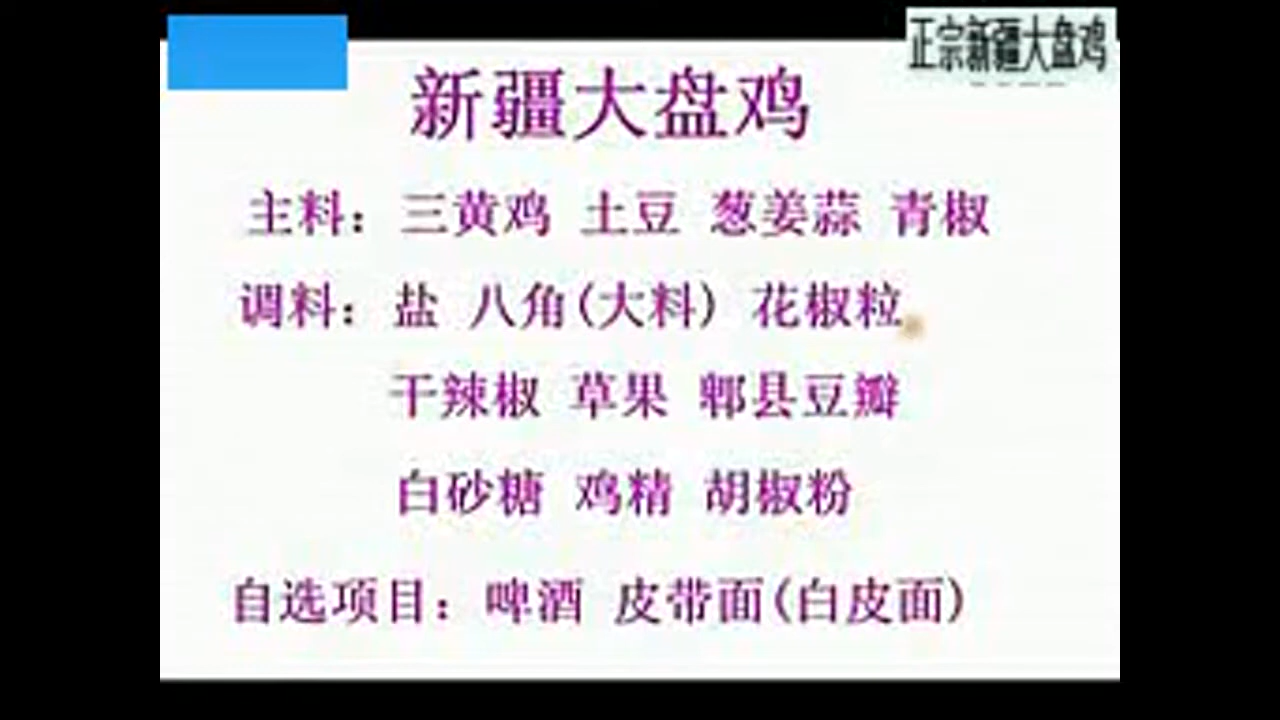 正宗新疆大盘鸡
新疆大盘鸡
主料：三黄鸡 土豆 葱姜蒜 青椒
调料：盐 八角(大料) 花椒粒
干辣椒 草果 郫县豆瓣
白砂糖 鸡精 胡椒粉
自选项目：啤酒 皮带面(白皮面)